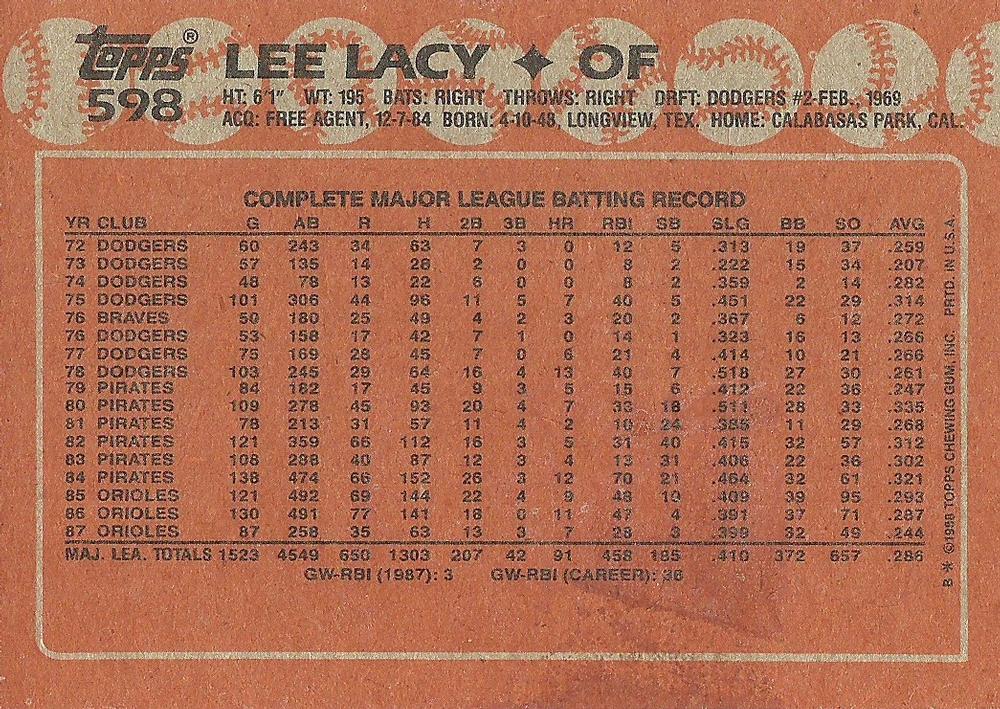 topps® LEE LACY ✦ OF
598 HT: 6'1" WT: 195 BATS: RIGHT THROWS: RIGHT DRFT: DODGERS #2-FEB., 1969
ACQ: FREE AGENT, 12-7-84 BORN: 4-10-48, LONGVIEW, TEX. HOME: CALABASAS PARK, CAL.
COMPLETE MAJOR LEAGUE BATTING RECORD
YR CLUB G AB R H 2B 3B HR RBI SB SLG BB SO AVG
72 DODGERS 60 243 34 63 7 3 0 12 5 .313 19 37 .259
73 DODGERS 57 135 14 28 2 0 0 8 2 .222 15 34 .207
74 DODGERS 48 78 13 22 6 0 0 8 2 .359 2 14 .282
75 DODGERS 101 306 44 96 11 5 7 40 5 .451 22 29 .314
76 BRAVES 50 180 25 49 4 2 3 20 2 .367 6 12 .272
76 DODGERS 53 158 17 42 7 1 0 14 1 .323 16 13 .266
77 DODGERS 75 169 28 45 7 0 6 21 4 .414 10 21 .266
78 DODGERS 103 245 29 64 16 4 13 40 7 .518 27 30 .261
79 PIRATES 84 182 17 45 9 3 5 15 6 .412 22 36 .247
80 PIRATES 109 278 45 93 20 4 7 33 18 .511 28 33 .335
81 PIRATES 78 213 31 57 11 4 2 10 24 .385 11 29 .268
82 PIRATES 121 359 66 112 16 3 5 31 40 .415 32 57 .312
83 PIRATES 108 288 40 87 12 3 4 13 31 .406 22 36 .302
84 PIRATES 138 474 66 152 26 3 12 70 21 .464 32 61 .321
85 ORIOLES 121 492 69 144 22 4 9 48 10 .409 39 95 .293
86 ORIOLES 130 491 77 141 18 0 11 47 4 .391 37 71 .287
87 ORIOLES 87 258 35 63 13 3 7 28 3 .399 32 49 .244
MAJ. LEA. TOTALS 1523 4549 650 1303 207 42 91 458 185 .410 372 657 .286
GW-RBI (1987): 3 GW-RBI (CAREER): 36
B * ©1988 TOPPS CHEWING GUM, INC. PRTD. IN U.S.A.